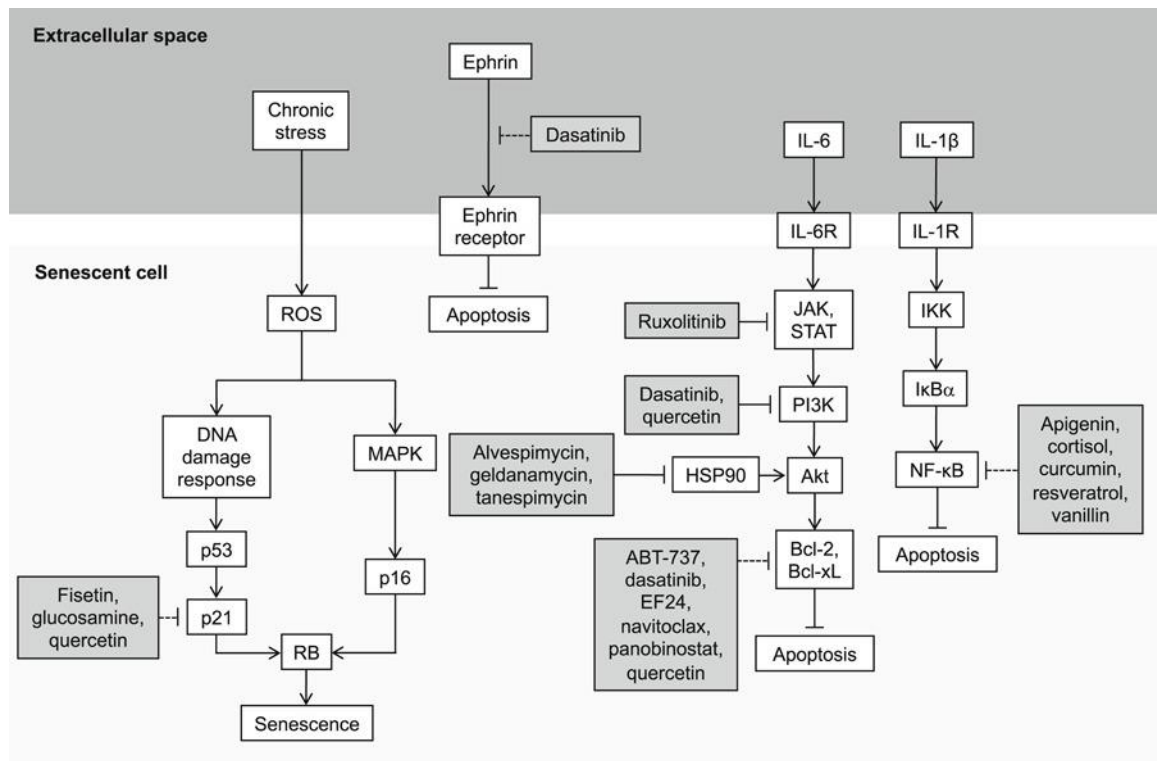 Extracellular space
Ephrin
Chronic
stress
Dasatinib
IL-6
IL-1β
Ephrin
receptor
IL-6R
IL-1R
Senescent cell
ROS
Apoptosis
Ruxolitinib
JAK,
STAT
IKK
Dasatinib,
quercetin
PI3K
IκBα
DNA
damage
response
MAPK
Alvespimycin,
geldanamycin,
tanespimycin
HSP90
Akt
NF-κB
Apigenin,
cortisol,
curcumin,
resveratrol,
vanillin
p53
p16
ABT-737,
dasatinib,
EF24,
navitoclax,
panobinostat,
quercetin
Bcl-2,
Bcl-xL
Apoptosis
Fisetin,
glucosamine,
quercetin
p21
RB
Apoptosis
Senescence